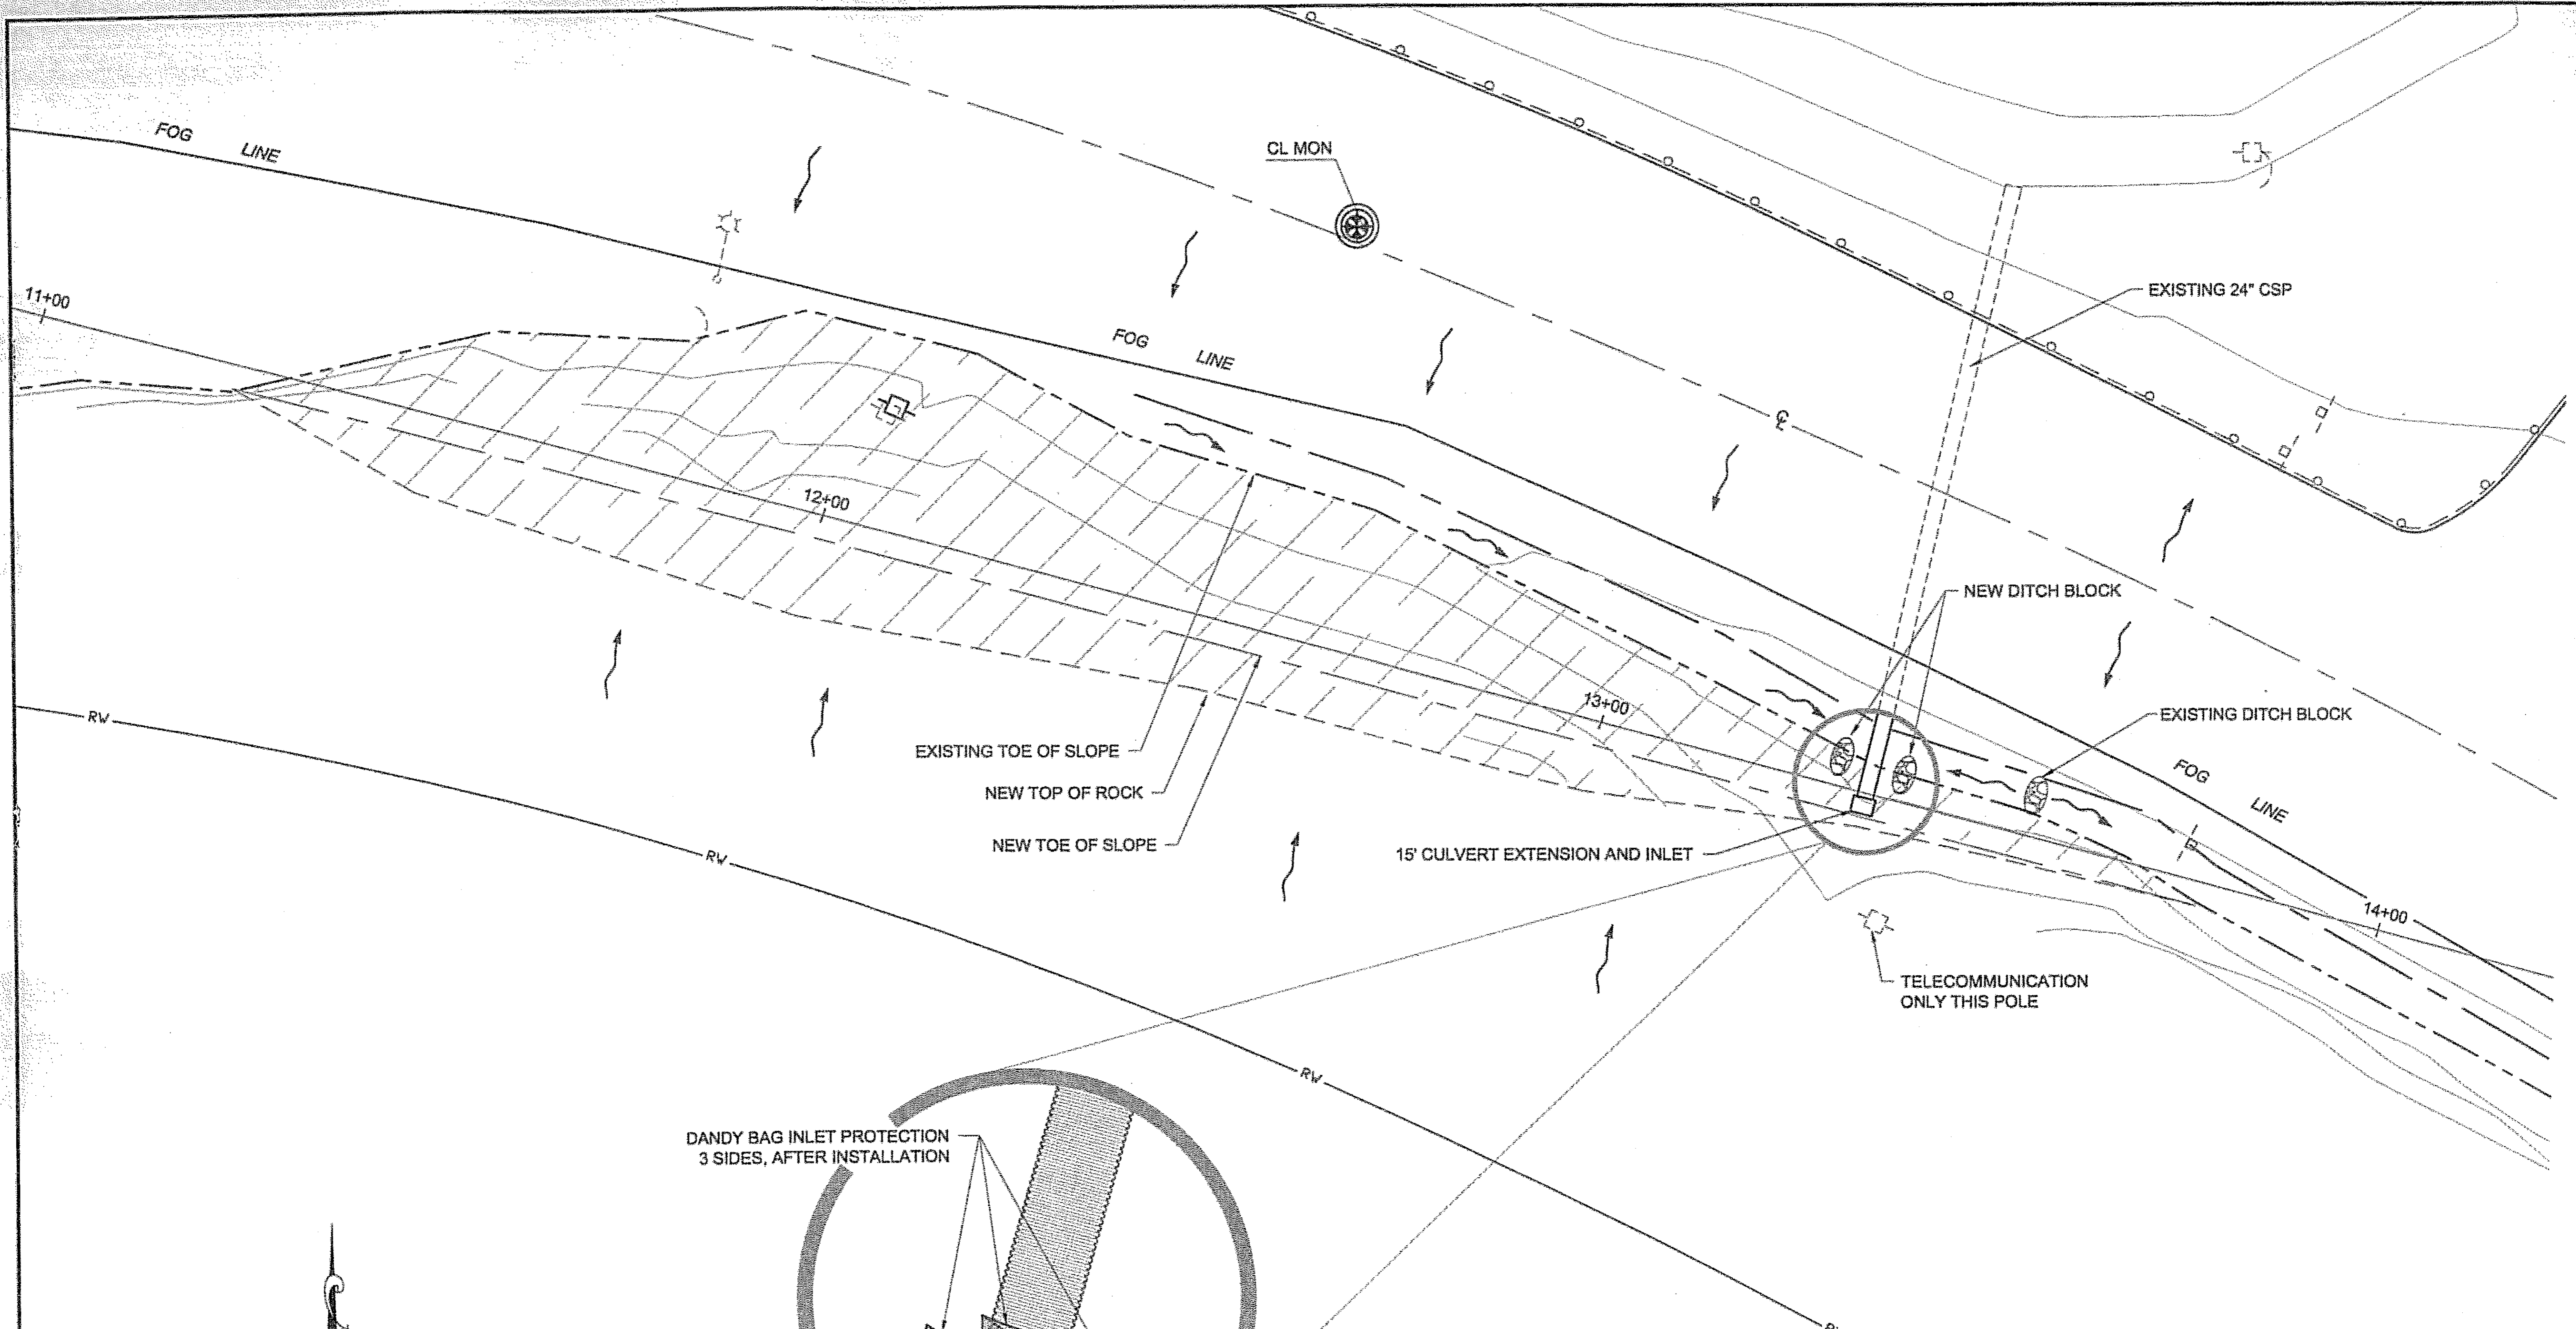 FOG LINE
CL MON
11+00
EXISTING 24" CSP
FOG LINE
℄
12+00
NEW DITCH BLOCK
13+00
EXISTING DITCH BLOCK
RW
EXISTING TOE OF SLOPE
NEW TOP OF ROCK
NEW TOE OF SLOPE
FOG LINE
15' CULVERT EXTENSION AND INLET
RW
14+00
TELECOMMUNICATION
ONLY THIS POLE
RW
DANDY BAG INLET PROTECTION
3 SIDES, AFTER INSTALLATION